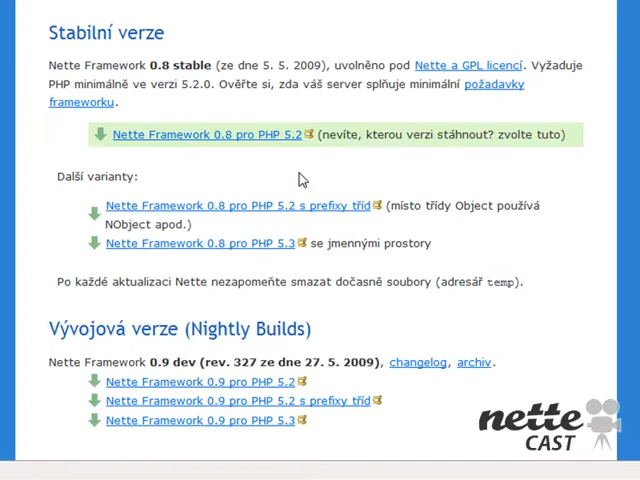 Stabilní verze
Nette Framework 0.8 stable (ze dne 5. 5. 2009), uvolněno pod Nette a GPL licencí. Vyžaduje
PHP minimálně ve verzi 5.2.0. Ověřte si, zda váš server splňuje minimální požadavky
frameworku.
Nette Framework 0.8 pro PHP 5.2 (nevíte, kterou verzi stáhnout? zvolte tuto)
Další varianty:
Nette Framework 0.8 pro PHP 5.2 s prefixy tříd (místo třídy Object používá
NObject apod.)
Nette Framework 0.8 pro PHP 5.3 se jmennými prostory
Po každé aktualizaci Nette nezapomeňte smazat dočasně soubory (adresář temp).
Vývojová verze (Nightly Builds)
Nette Framework 0.9 dev (rev. 327 ze dne 27. 5. 2009), changelog, archiv.
Nette Framework 0.9 pro PHP 5.2
Nette Framework 0.9 pro PHP 5.2 s prefixy tříd
Nette Framework 0.9 pro PHP 5.3
nette
CAST